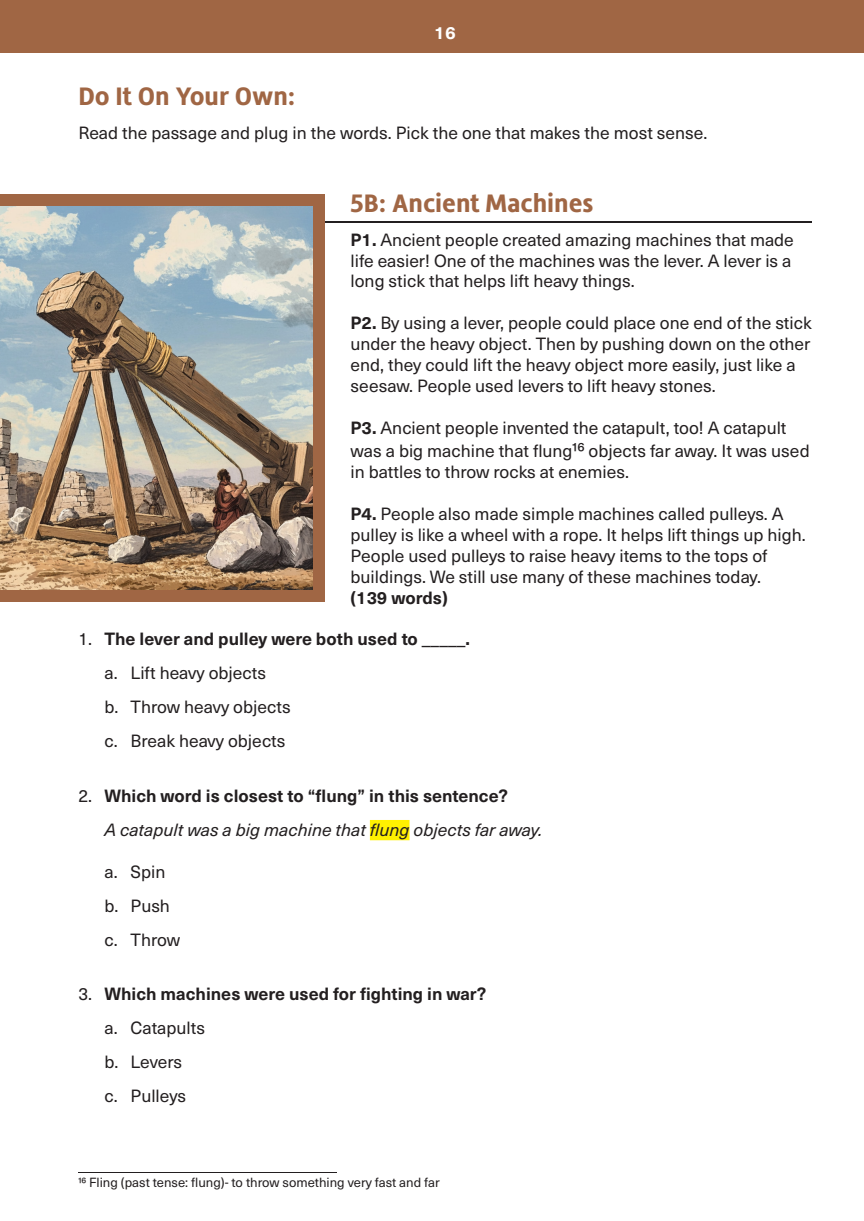 16
Do It On Your Own:
Read the passage and plug in the words. Pick the one that makes the most sense.
5B: Ancient Machines
P1. Ancient people created amazing machines that made
life easier! One of the machines was the lever. A lever is a
long stick that helps lift heavy things.
P2. By using a lever, people could place one end of the stick
under the heavy object. Then by pushing down on the other
end, they could lift the heavy object more easily, just like a
seesaw. People used levers to lift heavy stones.
P3. Ancient people invented the catapult, too! A catapult
was a big machine that flung¹⁶ objects far away. It was used
in battles to throw rocks at enemies.
P4. People also made simple machines called pulleys. A
pulley is like a wheel with a rope. It helps lift things up high.
People used pulleys to raise heavy items to the tops of
buildings. We still use many of these machines today.
(139 words)
1. The lever and pulley were both used to _____.
a. Lift heavy objects
b. Throw heavy objects
c. Break heavy objects
2. Which word is closest to “flung” in this sentence?
A catapult was a big machine that flung objects far away.
a. Spin
b. Push
c. Throw
3. Which machines were used for fighting in war?
a. Catapults
b. Levers
c. Pulleys
¹⁶ Fling (past tense: flung)- to throw something very fast and far